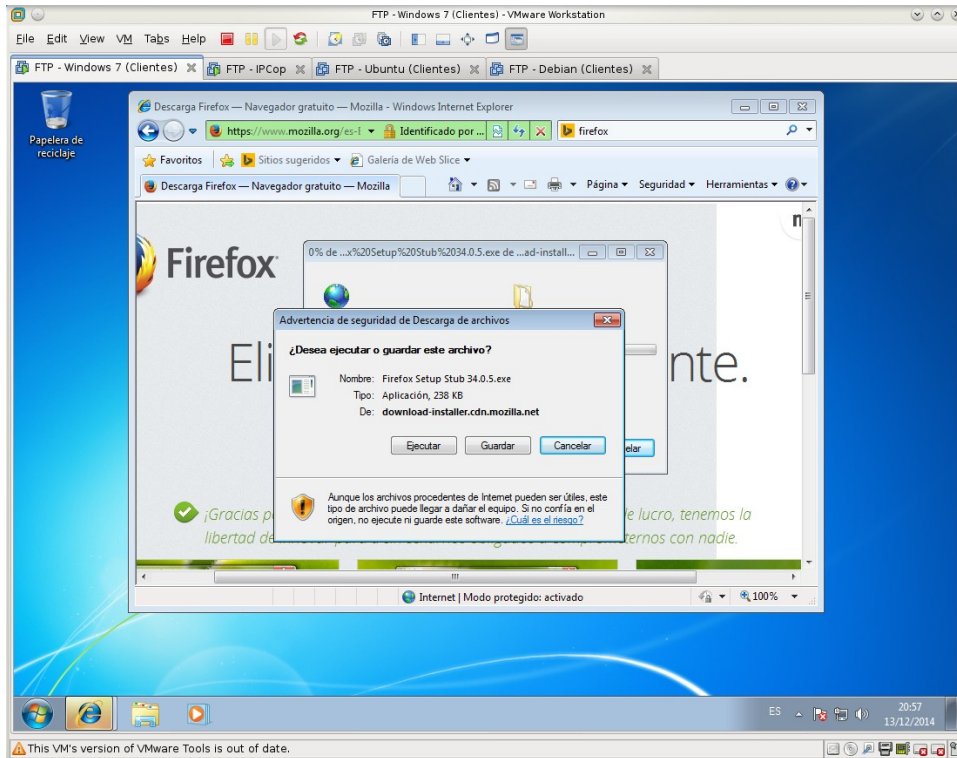 FTP - Windows 7 (Clientes) - VMware Workstation
File Edit View VM Tabs Help
FTP - Windows 7 (Clientes) FTP - IPCop FTP - Ubuntu (Clientes) FTP - Debian (Clientes)
Papelera de
reciclaje
Descarga Firefox — Navegador gratuito — Mozilla - Windows Internet Explorer
https://www.mozilla.org/es-E Identificado por ... firefox
Favoritos Sitios sugeridos Galería de Web Slice
Descarga Firefox — Navegador gratuito — Mozilla Página Seguridad Herramientas
Firefox
0% de ...x%20Setup%20Stub%2034.0.5.exe de ...ad-install...
Advertencia de seguridad de Descarga de archivos
¿Desea ejecutar o guardar este archivo?
Eli nte.
Nombre: Firefox Setup Stub 34.0.5.exe
Tipo: Aplicación, 238 KB
De: download-installer.cdn.mozilla.net
Ejecutar Guardar Cancelar elar
Aunque los archivos procedentes de Internet pueden ser útiles, este
tipo de archivo puede llegar a dañar el equipo. Si no confía en el
origen, no ejecute ni guarde este software. ¿Cuál es el riesgo?
¡Gracias p le lucro, tenemos la
libertad de ternos con nadie.
Internet | Modo protegido: activado 100%
ES 20:57
13/12/2014
This VM's version of VMware Tools is out of date.